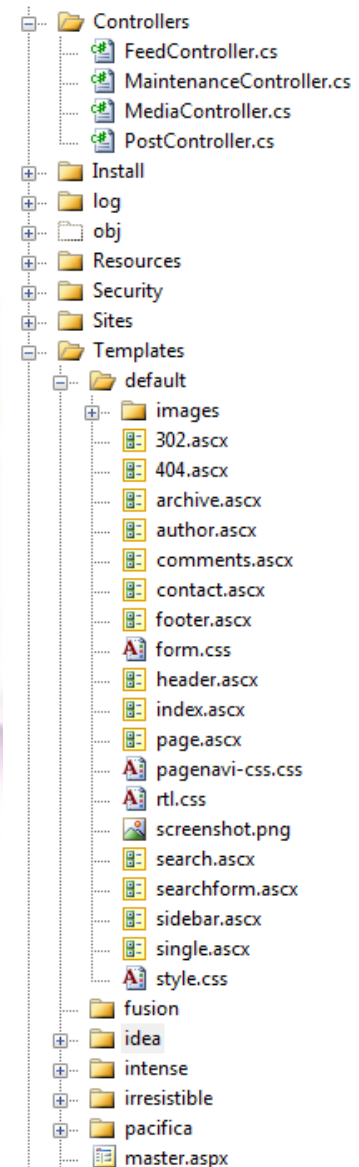 Controllers
FeedController.cs
MaintenanceController.cs
MediaController.cs
PostController.cs
Install
log
obj
Resources
Security
Sites
Templates
default
images
302.ascx
404.ascx
archive.ascx
author.ascx
comments.ascx
contact.ascx
footer.ascx
form.css
header.ascx
index.ascx
page.ascx
pagenavi-css.css
rtl.css
screenshot.png
search.ascx
searchform.ascx
sidebar.ascx
single.ascx
style.css
fusion
idea
intense
irresistible
pacifica
master.aspx